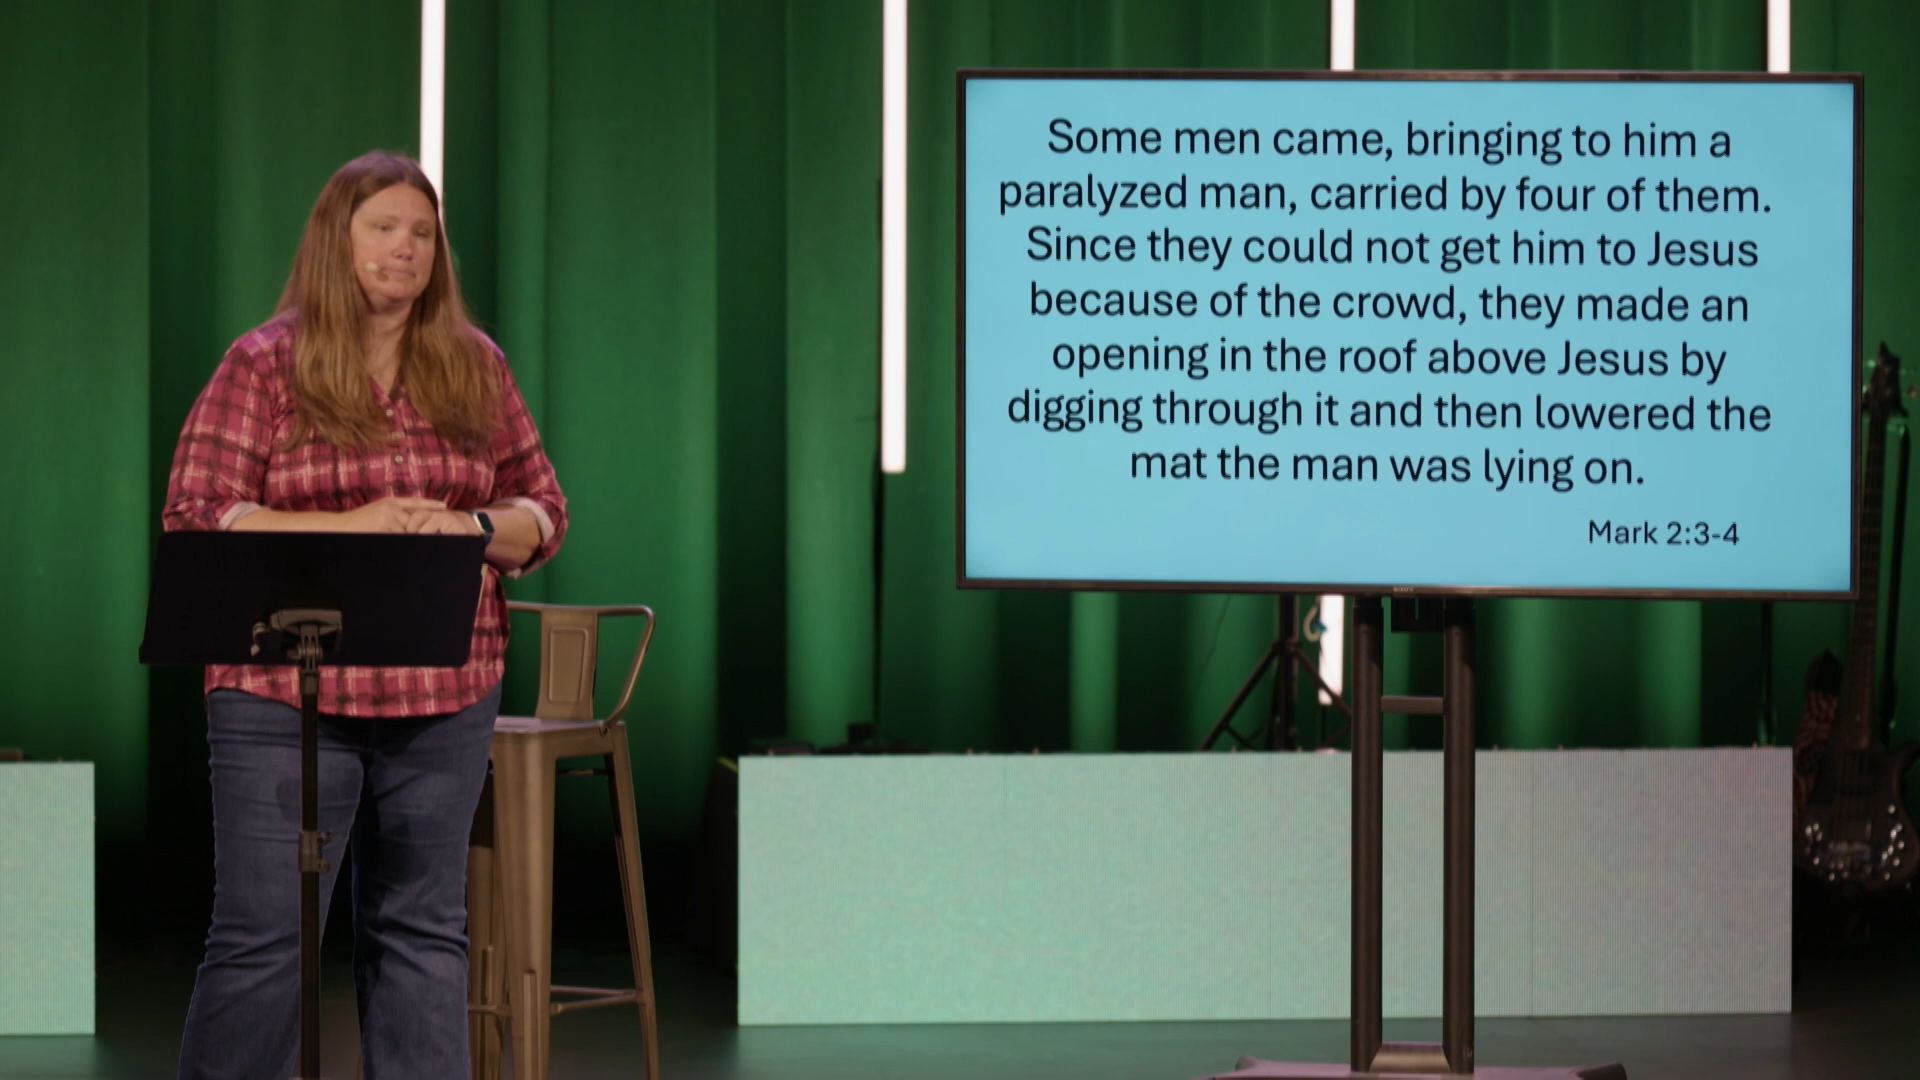 Some men came, bringing to him a
paralyzed man, carried by four of them.
Since they could not get him to Jesus
because of the crowd, they made an
opening in the roof above Jesus by
digging through it and then lowered the
mat the man was lying on.
Mark 2:3-4